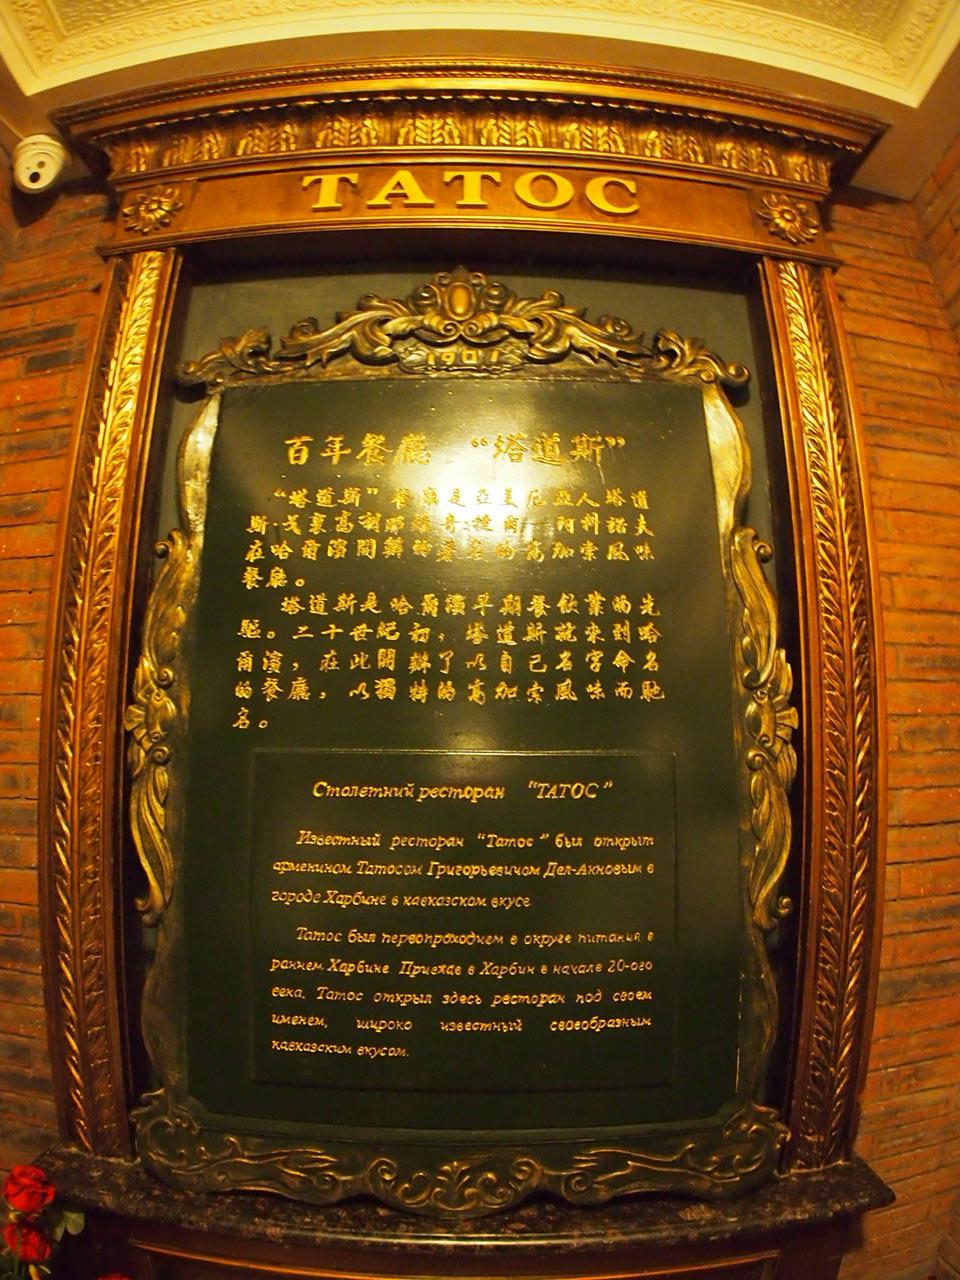 ТАТОС
1901
百年餐廳 “塔道斯”
“塔道斯”餐廳是亞美尼亞人塔道
斯·戈裏高利耶維奇·捷爾—阿科諾夫
在哈爾濱開辦的著名的高加索風味
餐廳。
塔道斯是哈爾濱早期餐飲業的先
驅。二十世紀初，塔道斯就來到哈
爾濱，在此開辦了以自己名字命名
的餐廳，以獨特的高加索風味而馳
名。
Столетний ресторан “ТАТОС”
Известный ресторан “Татос” был открыт
арменином Татосом Григорьевичом Дел-Акновым в
городе Харбине в кавказском вкусе
Татос был первопроходчем в округе питания в
раннем Харбине Приехав в Харбин в начале 20-ого
века, Татос открыл здесь ресторан под своем
именем, широко известный своеобразным
кавказским вкусом.